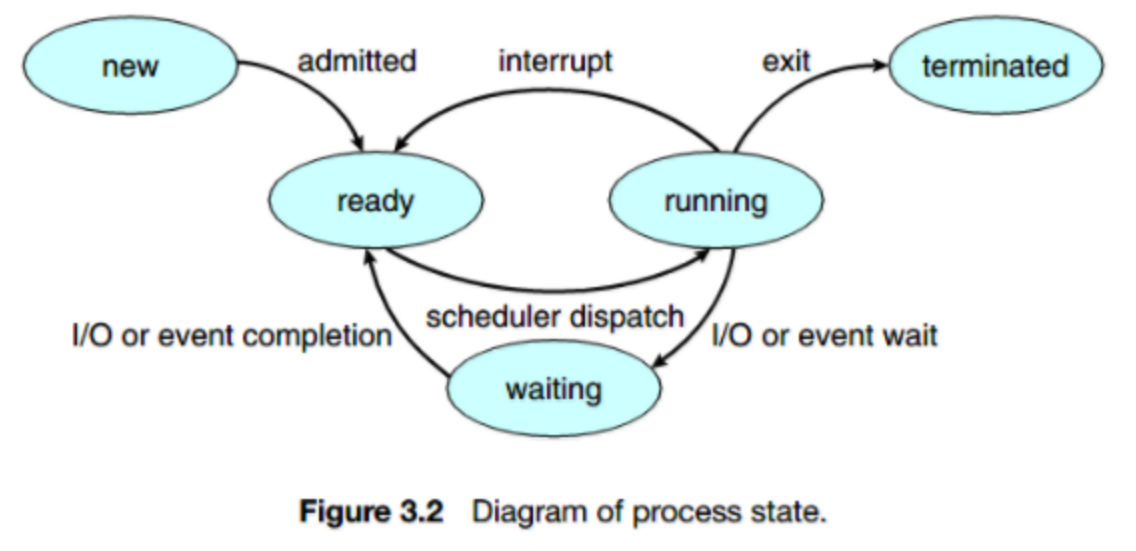 new
admitted
interrupt
exit
terminated
ready
running
scheduler dispatch
I/O or event completion
I/O or event wait
waiting
Figure 3.2 Diagram of process state.